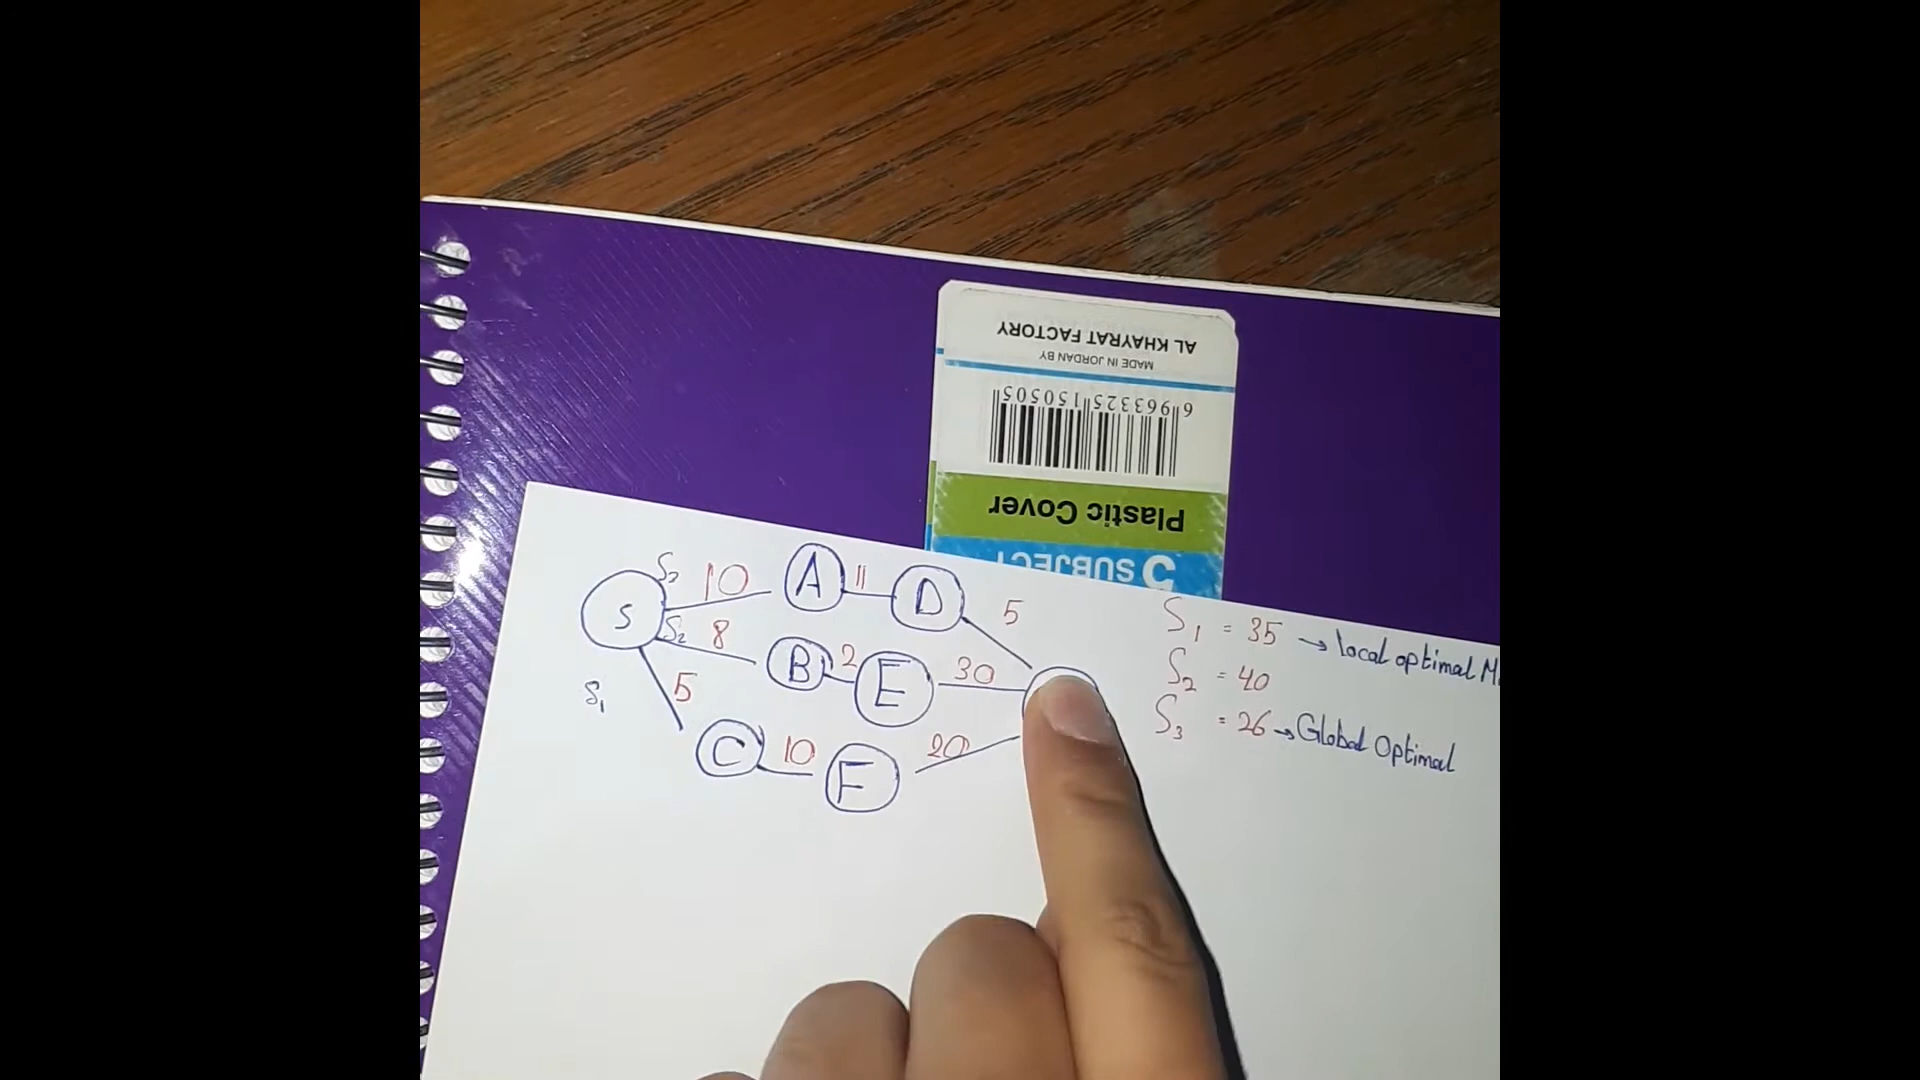 AL KHAYRAT FACTORY
MADE IN JORDAN BY
6 963325 150505
Plastic Cover
5 SUBJECT
S₃ 10 A 11 D 5
S S₂ 8 B 2 E 30
S₁ 5 C 10 F 20
S₁ = 35 → local optimal
S₂ = 40
S₃ = 26 → Global Optimal